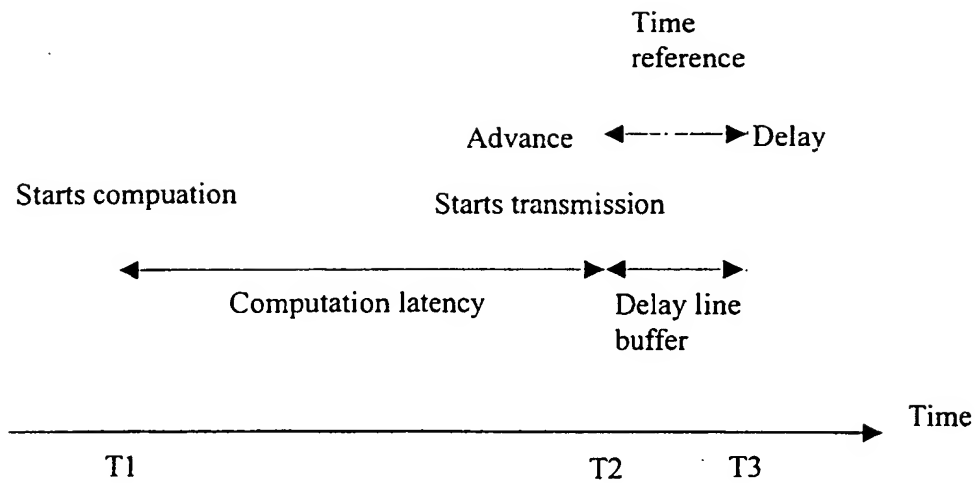 Time
reference
Advance
Delay
Starts compuation
Starts transmission
Computation latency
Delay line
buffer
Time
T1
T2
T3